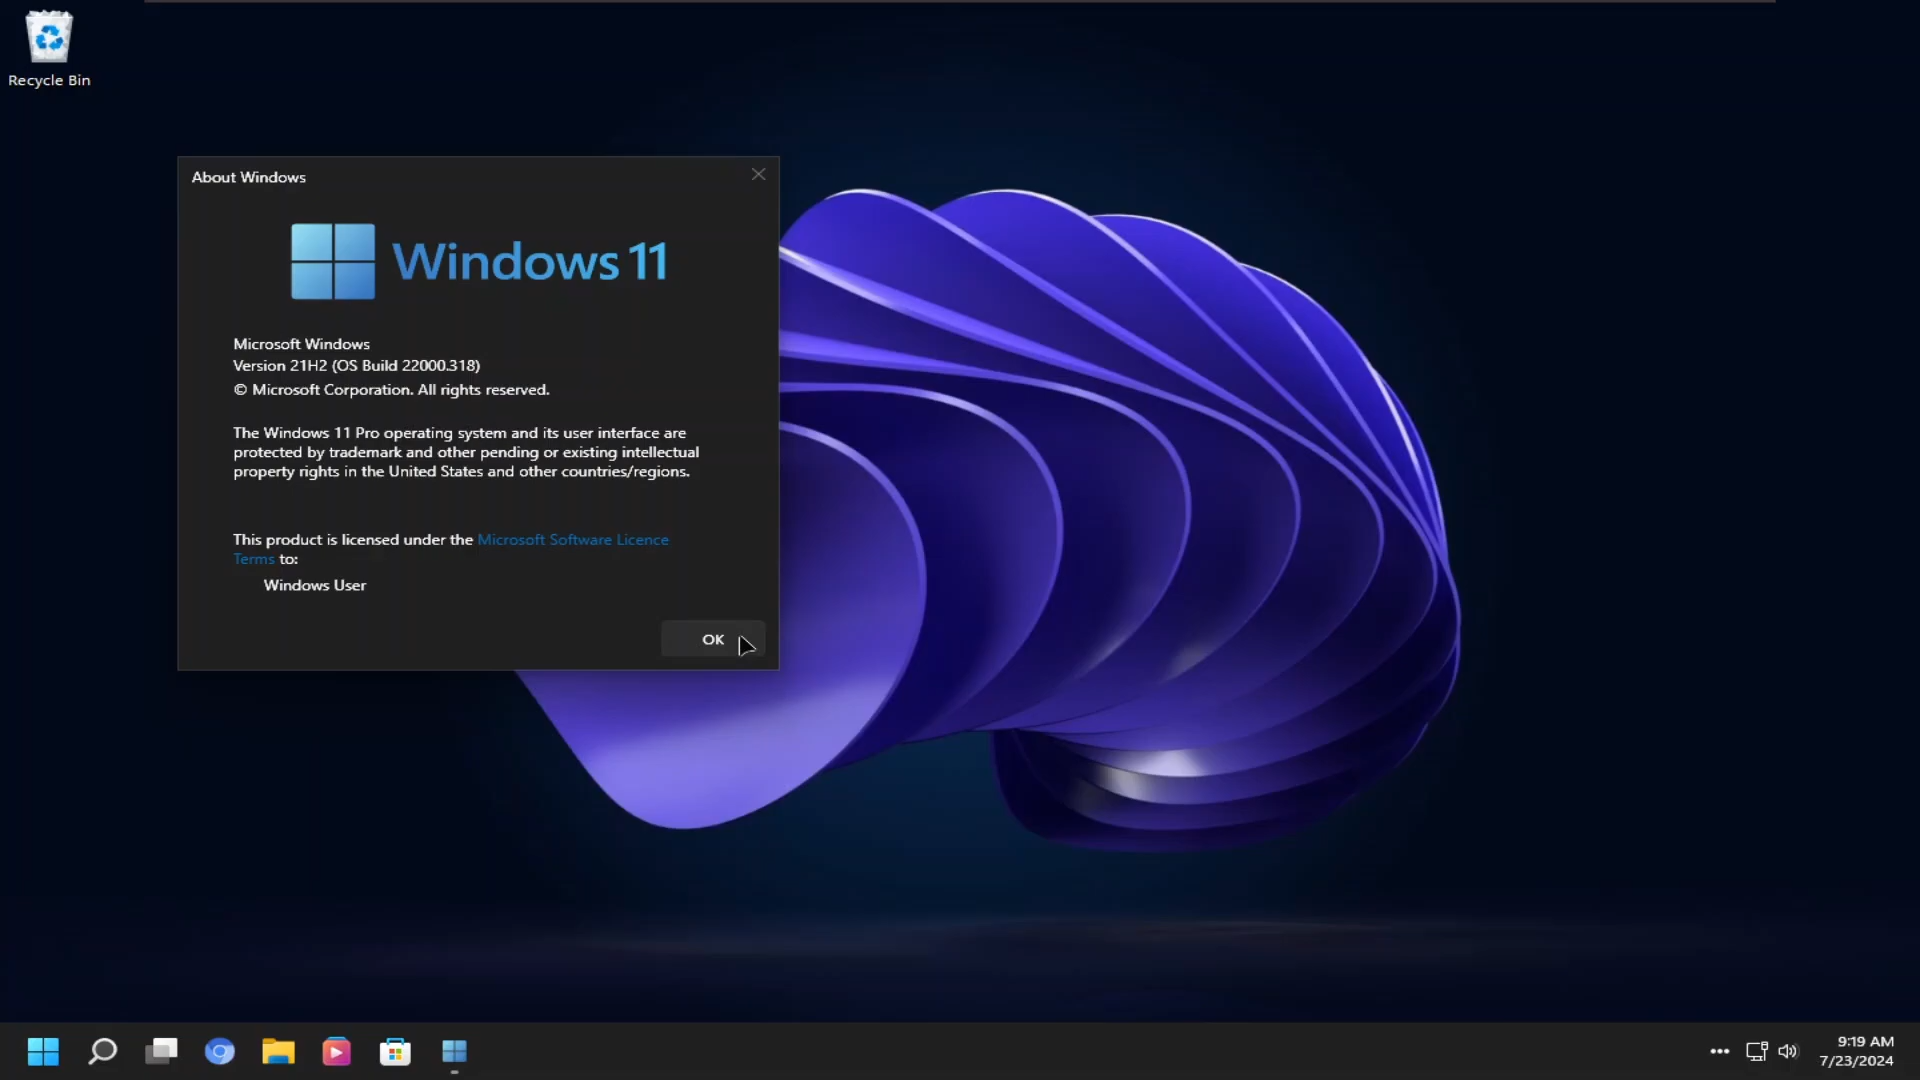 Recycle Bin
About Windows
Windows 11
Microsoft Windows
Version 21H2 (OS Build 22000.318)
© Microsoft Corporation. All rights reserved.
The Windows 11 Pro operating system and its user interface are
protected by trademark and other pending or existing intellectual
property rights in the United States and other countries/regions.
This product is licensed under the Microsoft Software Licence
Terms to:
Windows User
OK
9:19 AM
7/23/2024